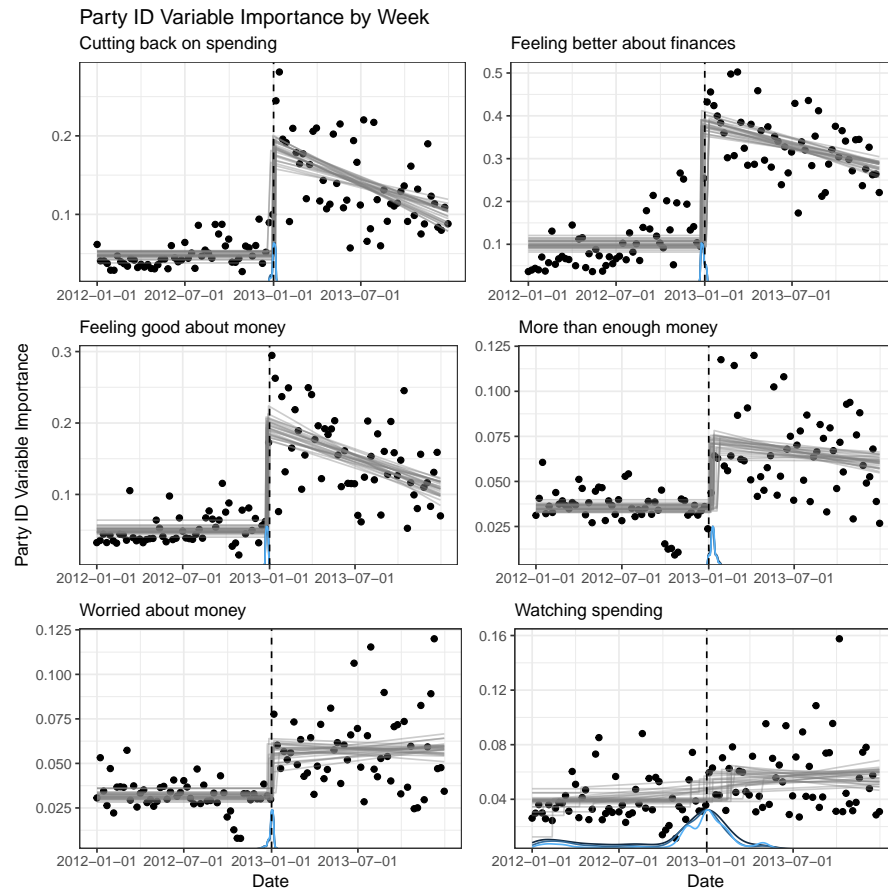 Party ID Variable Importance by Week
Cutting back on spending
Feeling better about finances
0.2
0.1
2012−01−01 2012−07−01 2013−01−01 2013−07−01
0.5
0.4
0.3
0.2
0.1
2012−01−01 2012−07−01 2013−01−01 2013−07−01
Party ID Variable Importance
Feeling good about money
More than enough money
0.3
0.2
0.1
2012−01−01 2012−07−01 2013−01−01 2013−07−01
0.125
0.100
0.075
0.050
0.025
2012−01−01 2012−07−01 2013−01−01 2013−07−01
Worried about money
Watching spending
0.125
0.100
0.075
0.050
0.025
2012−01−01 2012−07−01 2013−01−01 2013−07−01
Date
0.16
0.12
0.08
0.04
2012−01−01 2012−07−01 2013−01−01 2013−07−01
Date